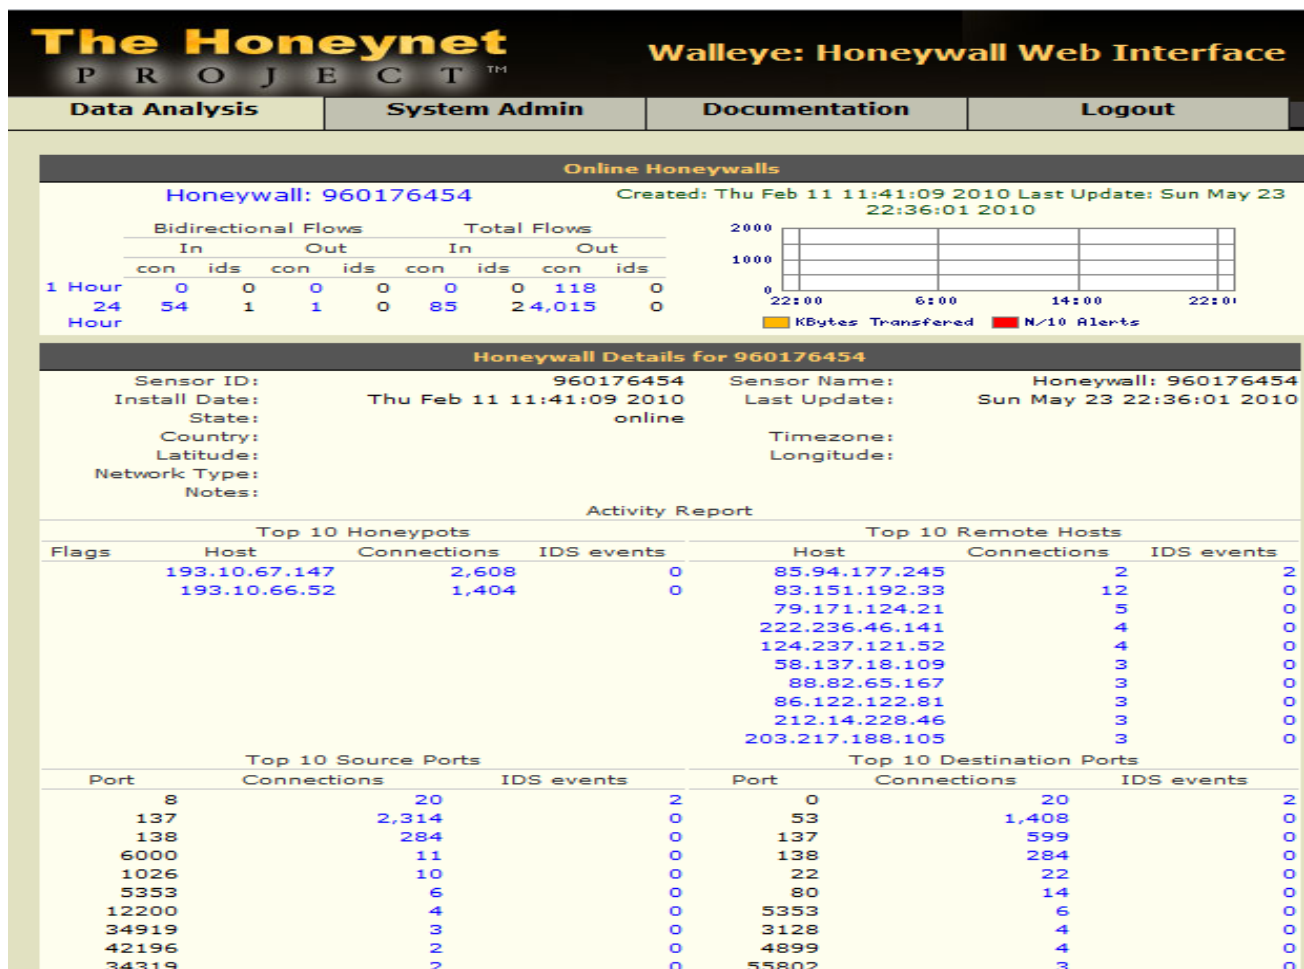 The Honeynet
PROJECT™
Walleye: Honeywall Web Interface
Data Analysis System Admin Documentation Logout
Online Honeywalls
Honeywall: 960176454 Created: Thu Feb 11 11:41:09 2010 Last Update: Sun May 23
22:36:01 2010
Bidirectional Flows Total Flows
In Out In Out
con ids con ids con ids con ids
1 Hour 0 0 0 0 0 0 118 0
24 54 1 1 0 85 2 4,015 0
Hour
2000
1000
0
22:00 6:00 14:00 22:0
KBytes Transfered N/10 Alerts
Honeywall Details for 960176454
Sensor ID: 960176454 Sensor Name: Honeywall: 960176454
Install Date: Thu Feb 11 11:41:09 2010 Last Update: Sun May 23 22:36:01 2010
State: online
Country: Timezone:
Latitude: Longitude:
Network Type:
Notes:
Activity Report
Top 10 Honeypots Top 10 Remote Hosts
Flags Host Connections IDS events Host Connections IDS events
193.10.67.147 2,608 0 85.94.177.245 2 2
193.10.66.52 1,404 0 83.151.192.33 12 0
79.171.124.21 5 0
222.236.46.141 4 0
124.237.121.52 4 0
58.137.18.109 3 0
88.82.65.167 3 0
86.122.122.81 3 0
212.14.228.46 3 0
203.217.188.105 3 0
Top 10 Source Ports Top 10 Destination Ports
Port Connections IDS events Port Connections IDS events
8 20 2 0 20 2
137 2,314 0 53 1,408 0
138 284 0 137 599 0
6000 11 0 138 284 0
1026 10 0 22 22 0
5353 6 0 80 14 0
12200 4 0 5353 6 0
34919 3 0 3128 4 0
42196 2 0 4899 4 0
34319 2 0 55802 3 0